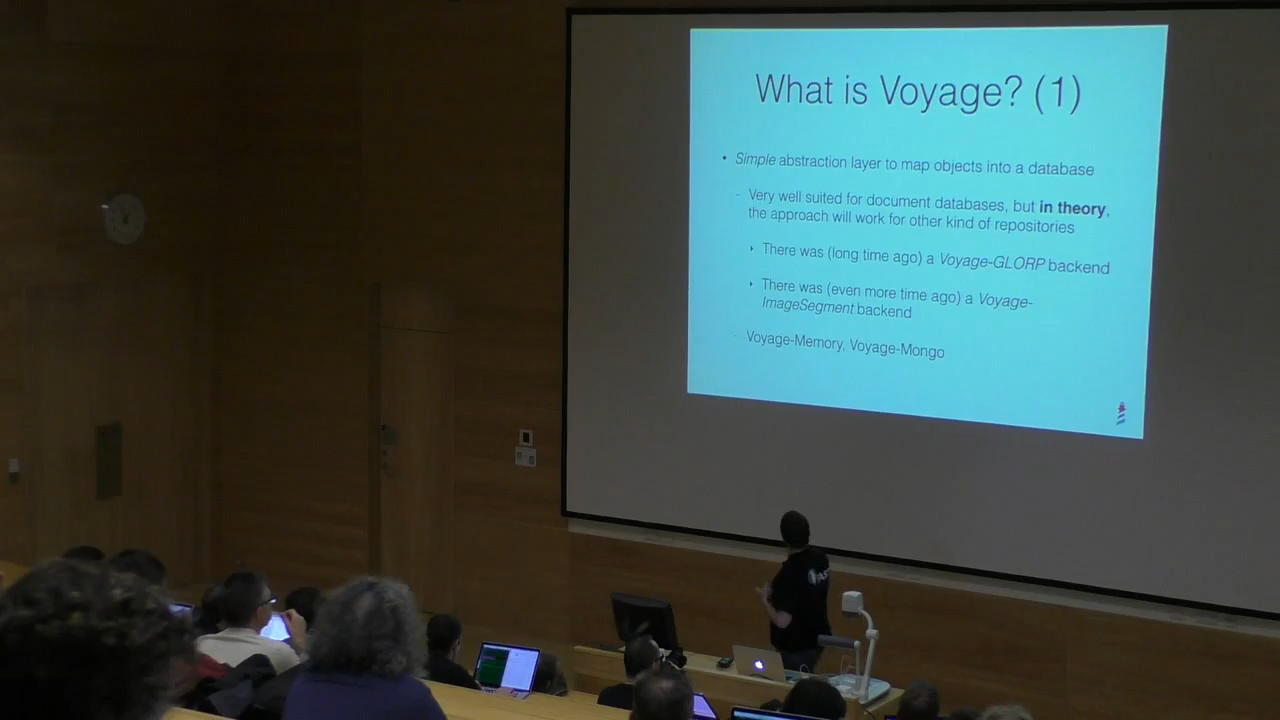 What is Voyage? (1)
• Simple abstraction layer to map objects into a database
- Very well suited for document databases, but in theory,
the approach will work for other kind of repositories
‣ There was (long time ago) a Voyage-GLORP backend
‣ There was (even more time ago) a Voyage-
ImageSegment backend
- Voyage-Memory, Voyage-Mongo